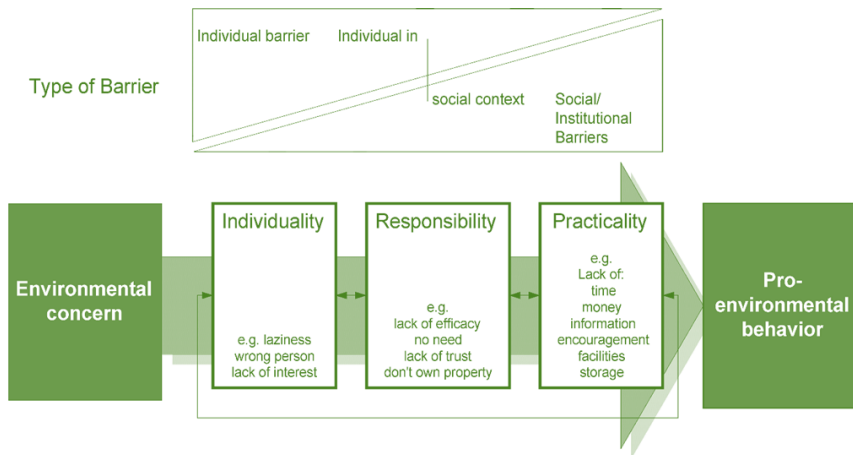 Individual barrier
Individual in
Type of Barrier
social context
Social/
Institutional
Barriers
Environmental
concern
Individuality
e.g. laziness
wrong person
lack of interest
Responsibility
e.g.
lack of efficacy
no need
lack of trust
don't own property
Practicality
e.g.
Lack of:
time
money
information
encouragement
facilities
storage
Pro-
environmental
behavior